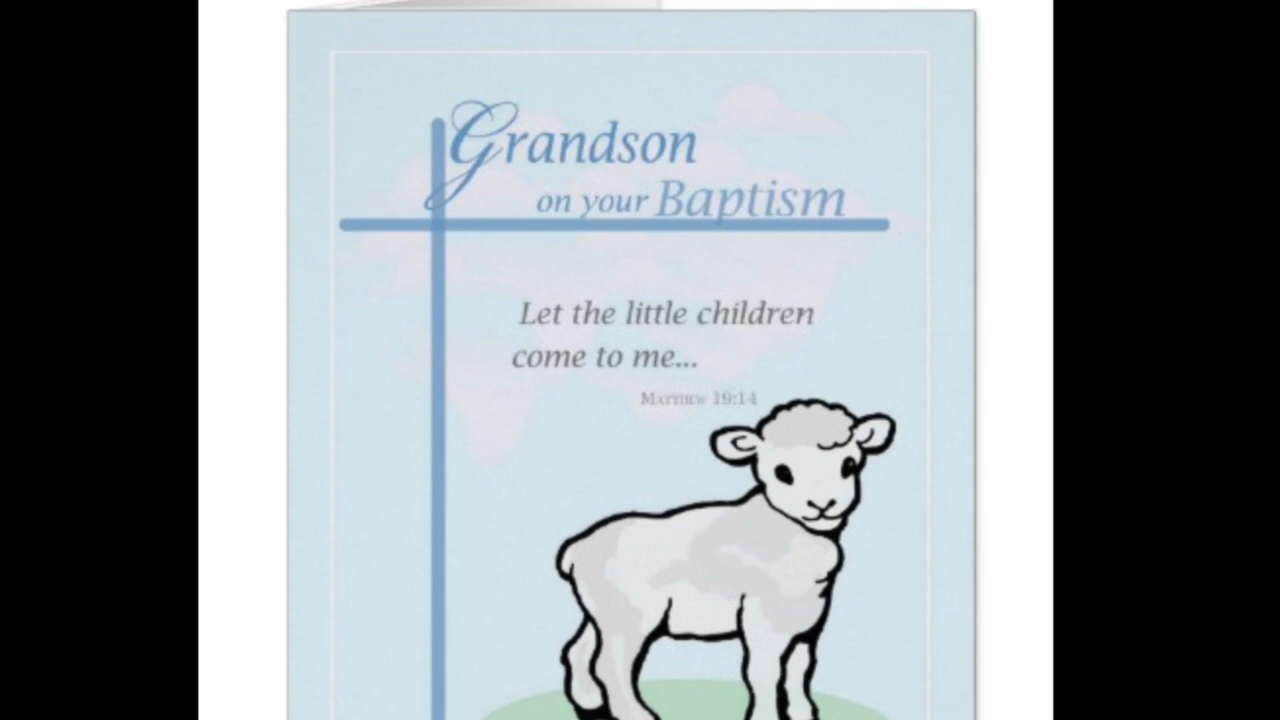 Grandson
on your Baptism
Let the little children
come to me...
Matthew 19:14